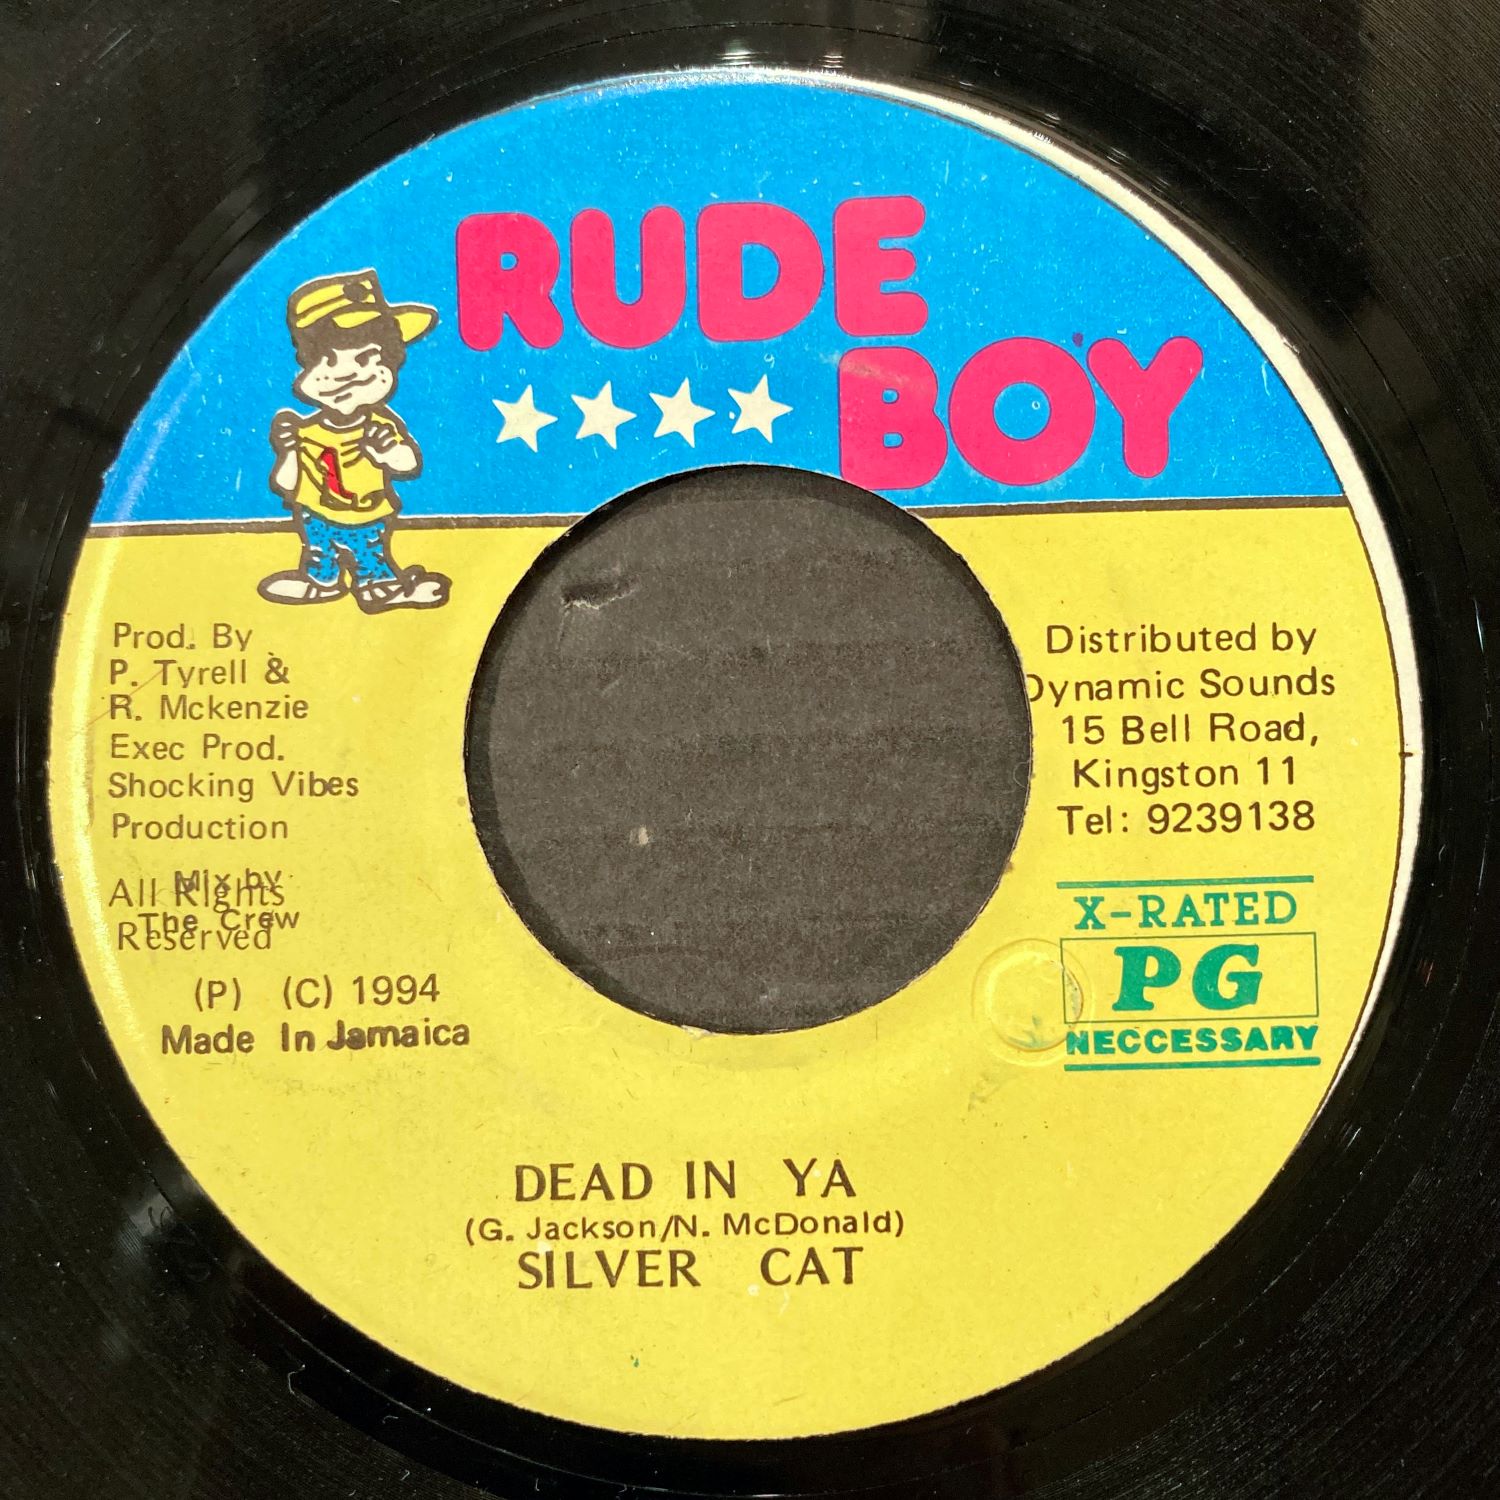 RUDE
BOY
Prod. By
P. Tyrell &
R. Mckenzie
Exec Prod.
Shocking Vibes
Production
Mix by
All Rights
The Crew
Reserved
(P) (C) 1994
Made In Jamaica
Distributed by
Dynamic Sounds
15 Bell Road,
Kingston 11
Tel: 9239138
X-RATED
PG
NECCESSARY
DEAD IN YA
(G. Jackson/N. McDonald)
SILVER CAT